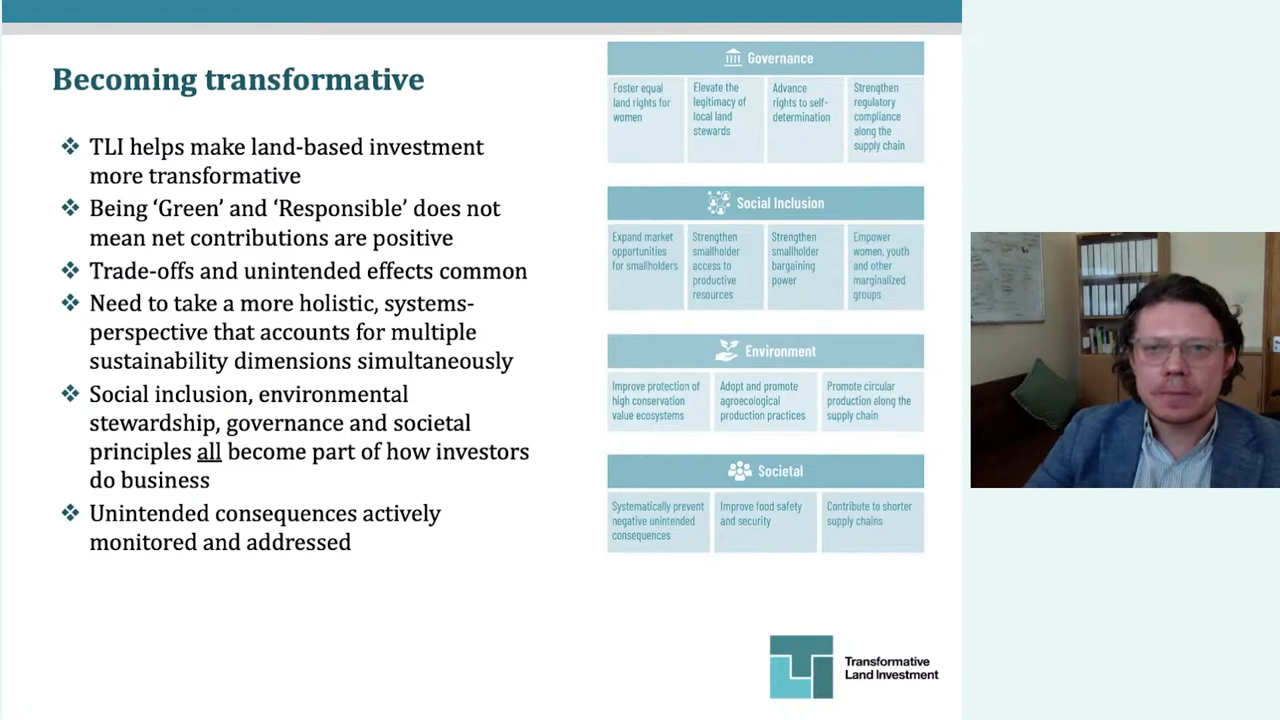 Becoming transformative
TLI helps make land-based investment
more transformative
Being ‘Green’ and ‘Responsible’ does not
mean net contributions are positive
Trade-offs and unintended effects common
Need to take a more holistic, systems-
perspective that accounts for multiple
sustainability dimensions simultaneously
Social inclusion, environmental
stewardship, governance and societal
principles all become part of how investors
do business
Unintended consequences actively
monitored and addressed
Governance
Foster equal
land rights for
women
Elevate the
legitimacy of
local land
stewards
Advance
rights to self-
determination
Strengthen
regulatory
compliance
along the
supply chain
Social Inclusion
Expand market
opportunities
for smallholders
Strengthen
smallholder
access to
productive
resources
Strengthen
smallholder
bargaining
power
Empower
women, youth
and other
marginalized
groups
Environment
Improve protection of
high conservation
value ecosystems
Adopt and promote
agroecological
production practices
Promote circular
production along the
supply chain
Societal
Systematically prevent
negative unintended
consequences
Improve food safety
and security
Contribute to shorter
supply chains
Transformative
Land Investment